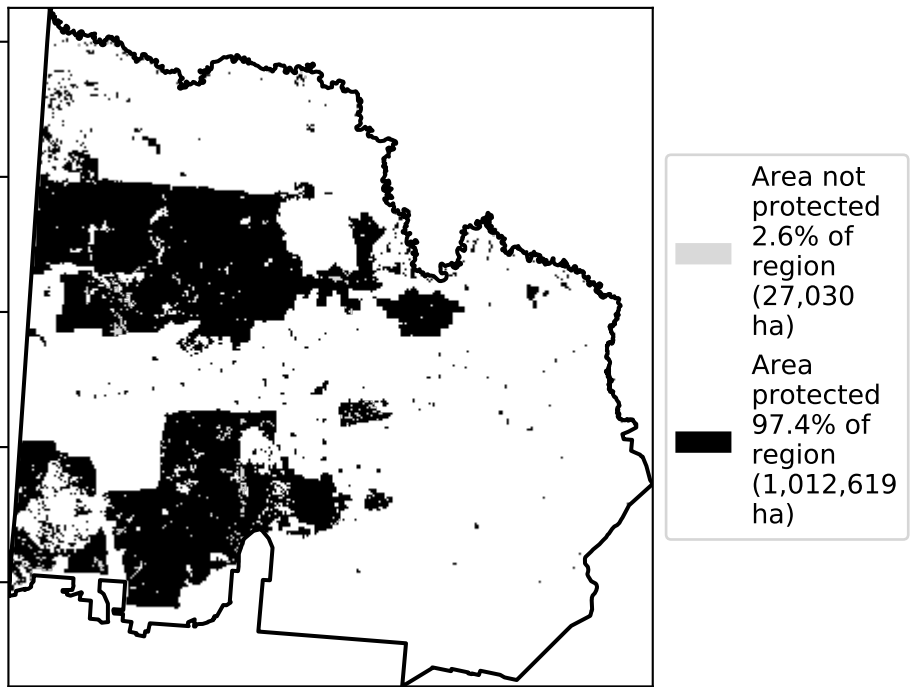 Area not
protected
2.6% of
region
(27,030
ha)
Area
protected
97.4% of
region
(1,012,619
ha)